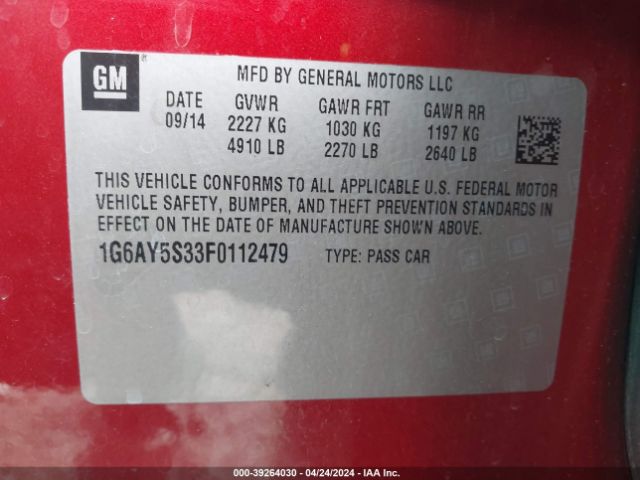 GM
MFD BY GENERAL MOTORS LLC
DATE GVWR GAWR FRT GAWR RR
09/14 2227 KG 1030 KG 1197 KG
4910 LB 2270 LB 2640 LB
THIS VEHICLE CONFORMS TO ALL APPLICABLE U.S. FEDERAL MOTOR
VEHICLE SAFETY, BUMPER, AND THEFT PREVENTION STANDARDS IN
EFFECT ON THE DATE OF MANUFACTURE SHOWN ABOVE.
1G6AY5S33F0112479 TYPE: PASS CAR
000-39264030 - 04/24/2024 - IAA Inc.